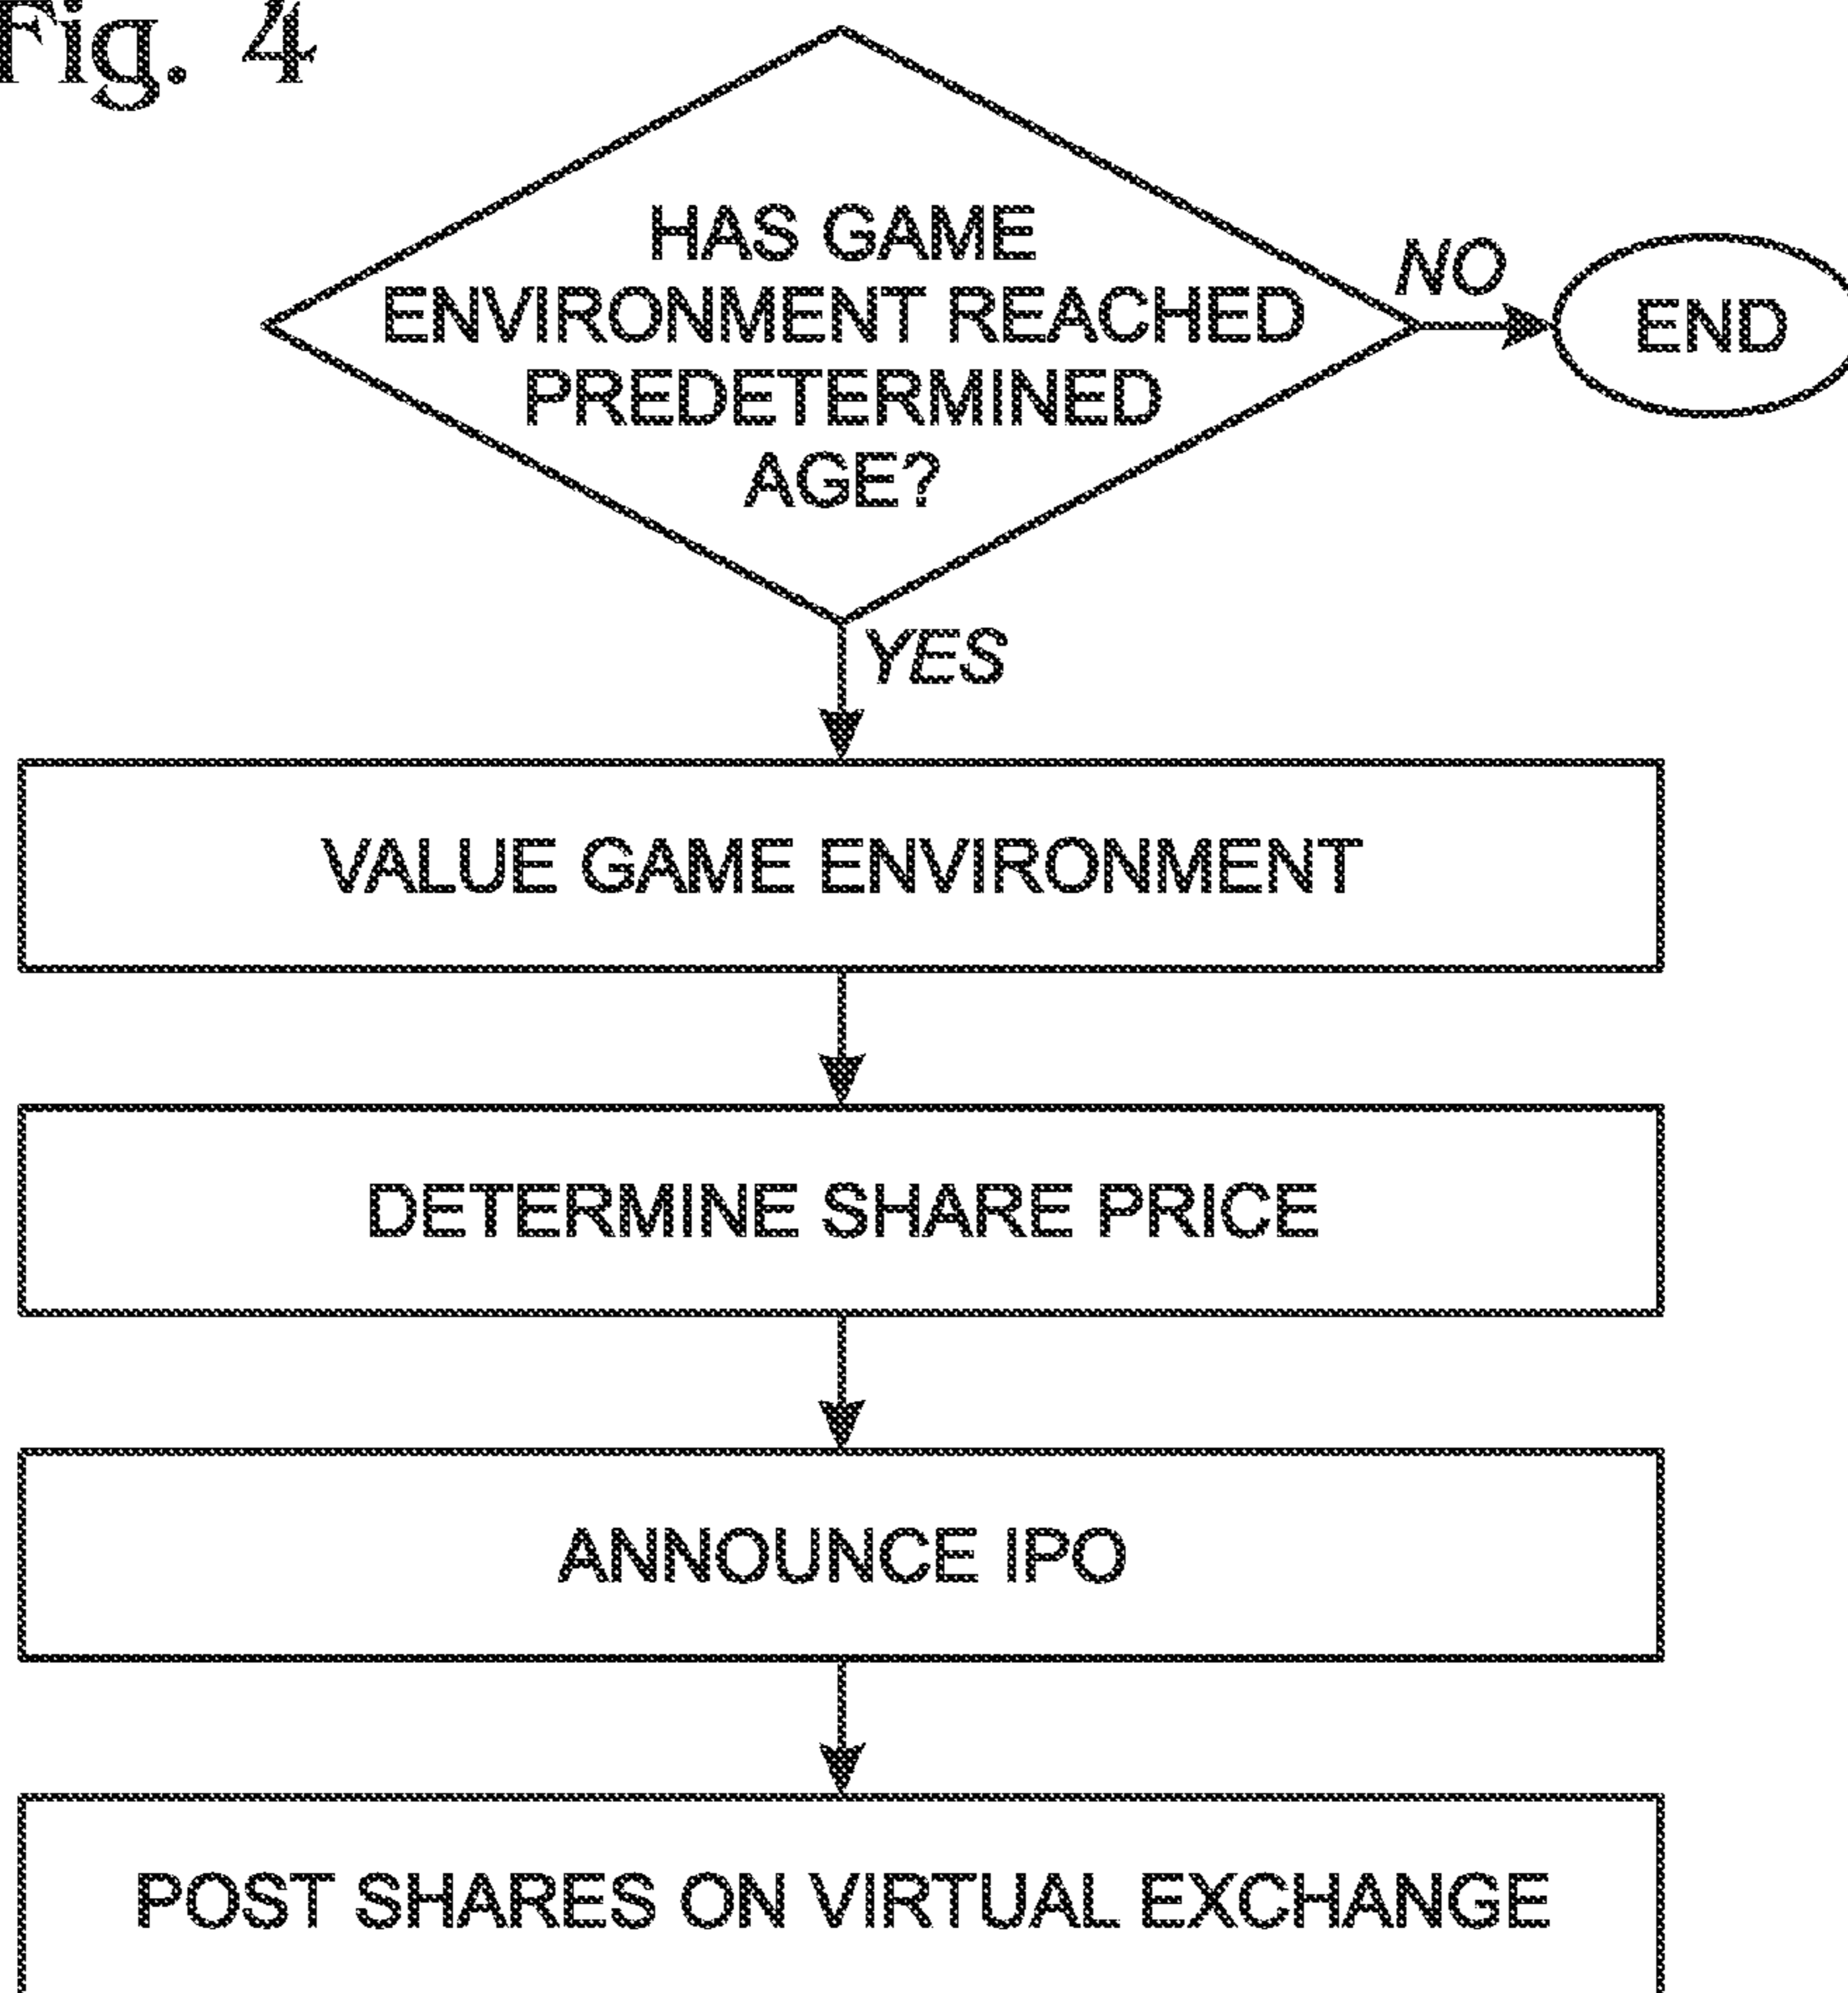 Fig. 4
HAS GAME
ENVIRONMENT REACHED
PREDETERMINED
AGE?
NO
END
YES
VALUE GAME ENVIRONMENT
DETERMINE SHARE PRICE
ANNOUNCE IPO
POST SHARES ON VIRTUAL EXCHANGE